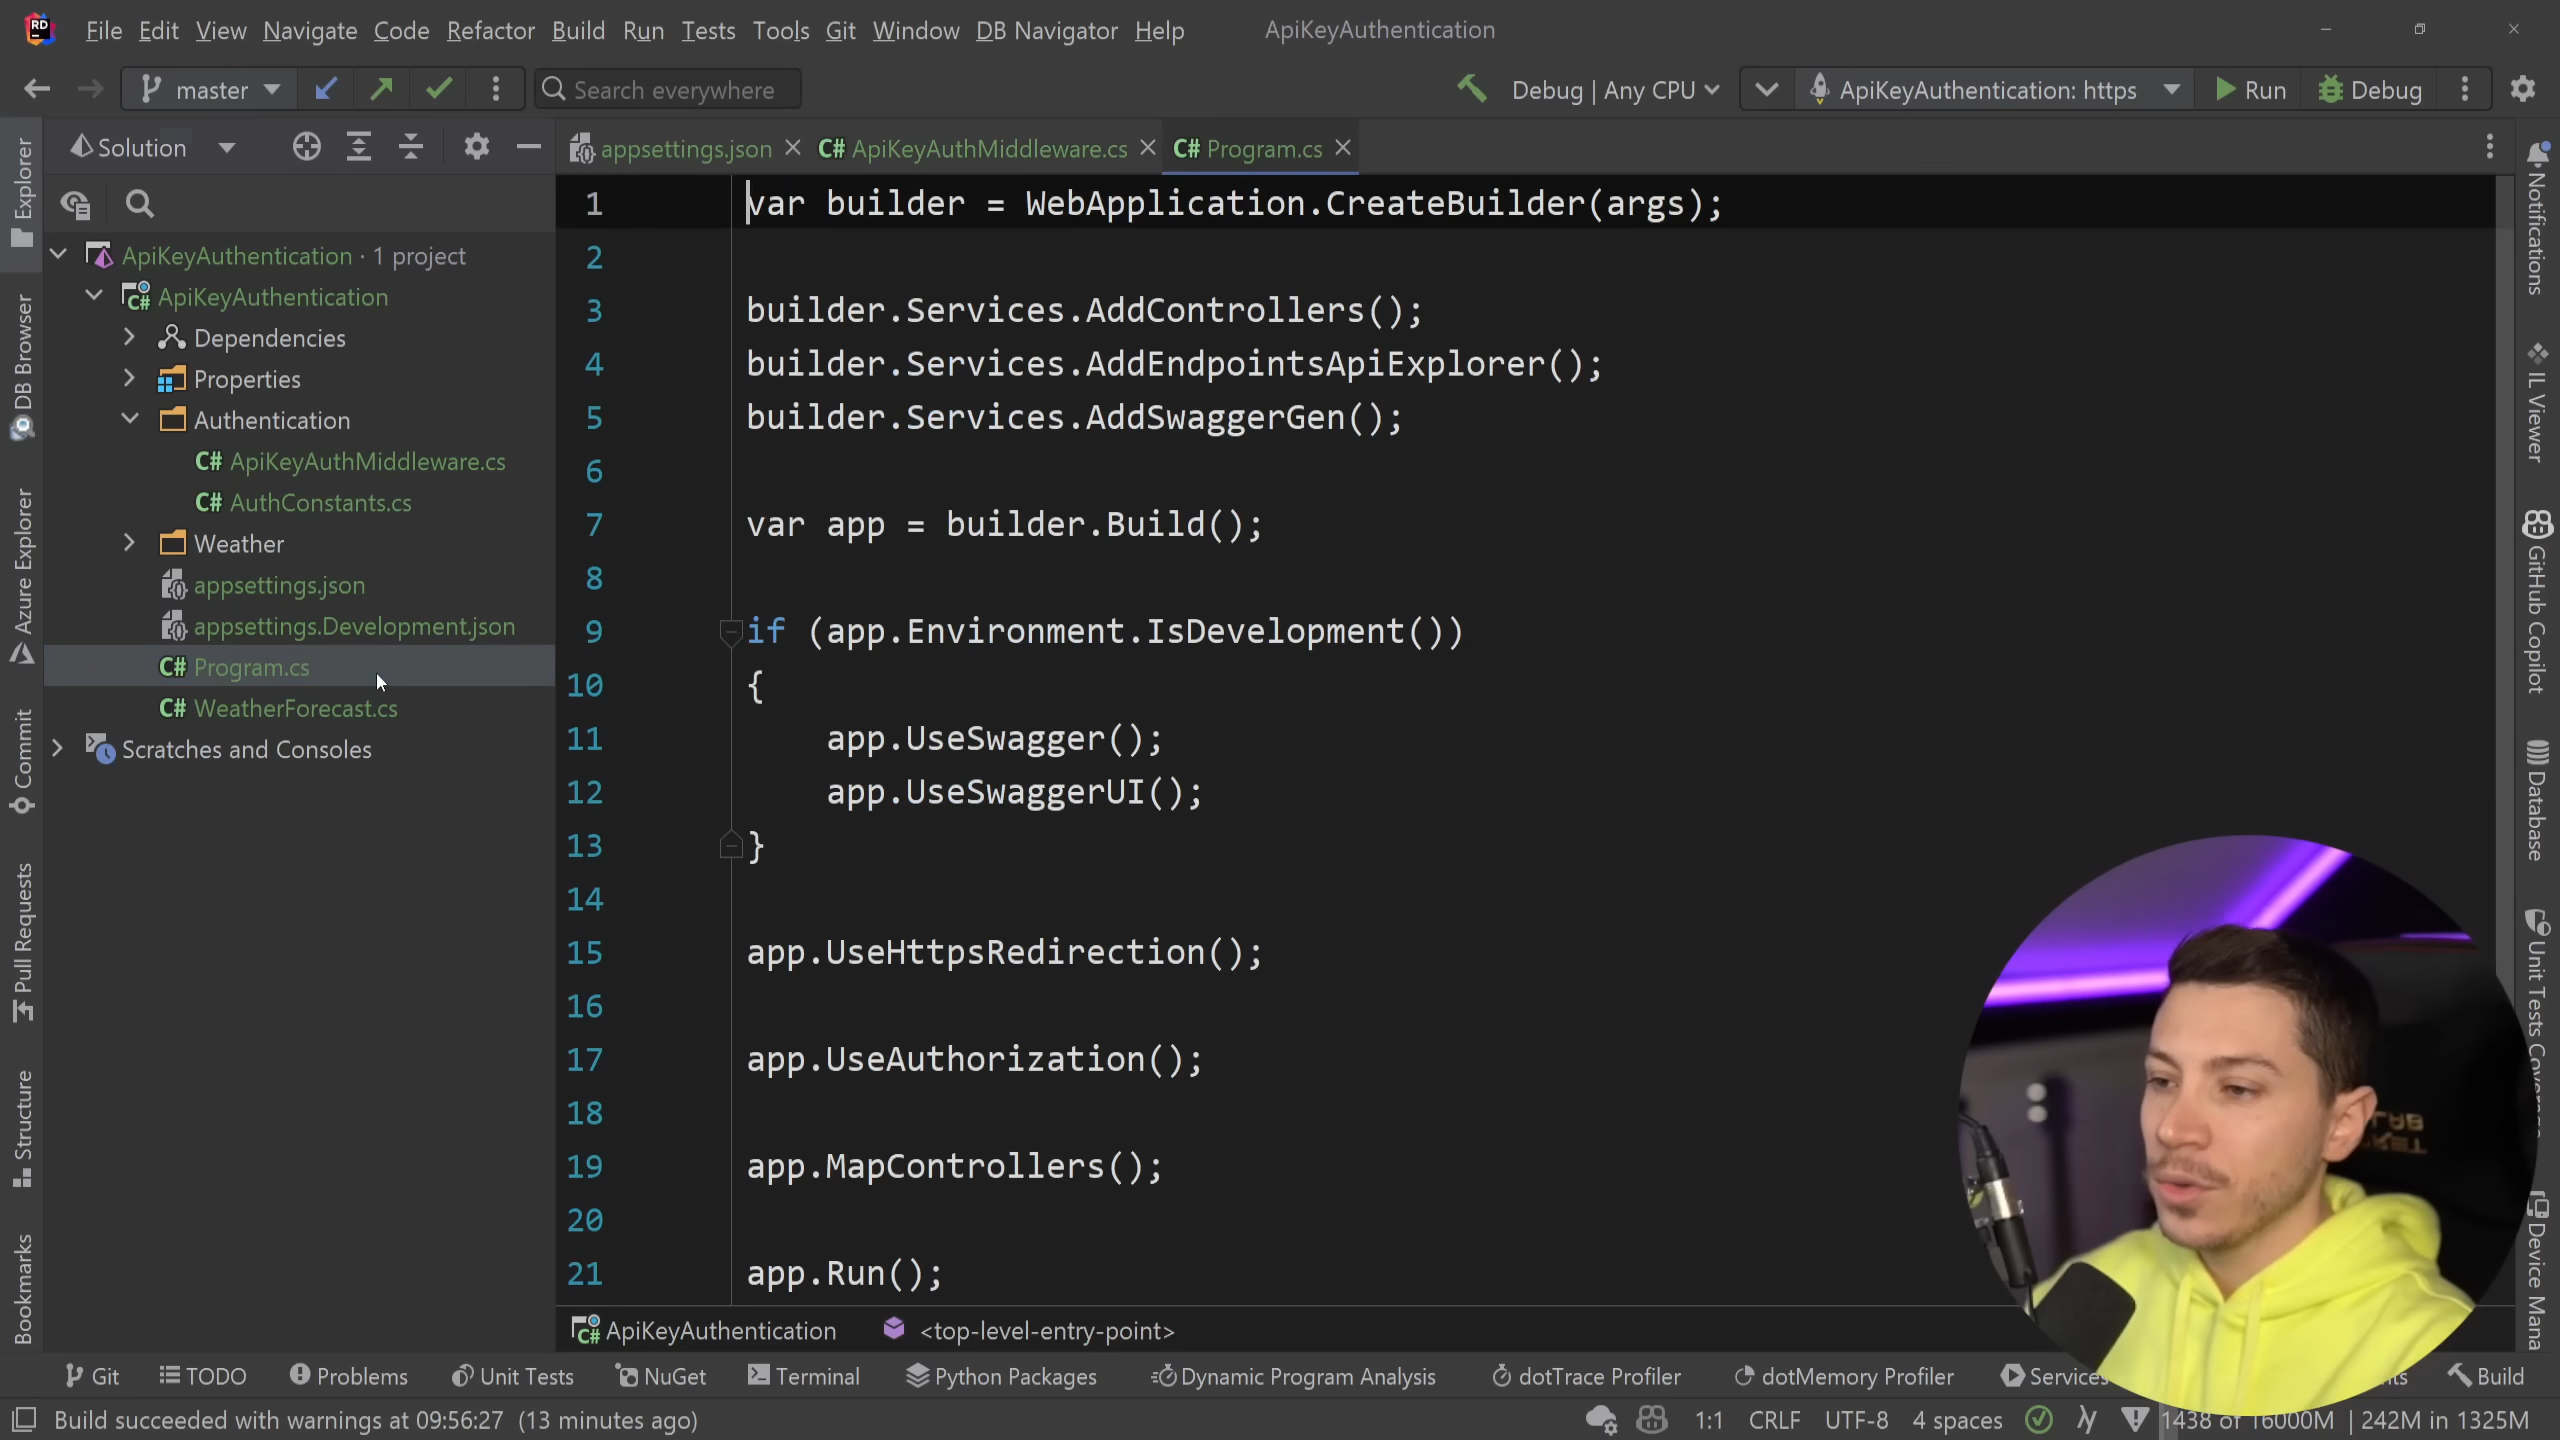 RD File Edit View Navigate Code Refactor Build Run Tests Tools Git Window DB Navigator Help ApiKeyAuthentication
master Search everywhere Debug | Any CPU ApiKeyAuthentication: https Run Debug
Solution
appsettings.json C# ApiKeyAuthMiddleware.cs C# Program.cs
Explorer
DB Browser
Azure Explorer
Commit
Pull Requests
Structure
Bookmarks
ApiKeyAuthentication · 1 project
C# ApiKeyAuthentication
Dependencies
Properties
Authentication
C# ApiKeyAuthMiddleware.cs
C# AuthConstants.cs
Weather
appsettings.json
appsettings.Development.json
C# Program.cs
C# WeatherForecast.cs
Scratches and Consoles
1 var builder = WebApplication.CreateBuilder(args);
2
3 builder.Services.AddControllers();
4 builder.Services.AddEndpointsApiExplorer();
5 builder.Services.AddSwaggerGen();
6
7 var app = builder.Build();
8
9 if (app.Environment.IsDevelopment())
10 {
11 app.UseSwagger();
12 app.UseSwaggerUI();
13 }
14
15 app.UseHttpsRedirection();
16
17 app.UseAuthorization();
18
19 app.MapControllers();
20
21 app.Run();
Notifications
IL Viewer
GitHub Copilot
Database
Unit Tests
Device Mana
C# ApiKeyAuthentication <top-level-entry-point>
Git TODO Problems Unit Tests NuGet Terminal Python Packages Dynamic Program Analysis dotTrace Profiler dotMemory Profiler Services Build
Build succeeded with warnings at 09:56:27 (13 minutes ago) 1:1 CRLF UTF-8 4 spaces 1438 of 16000M | 242M in 1325M